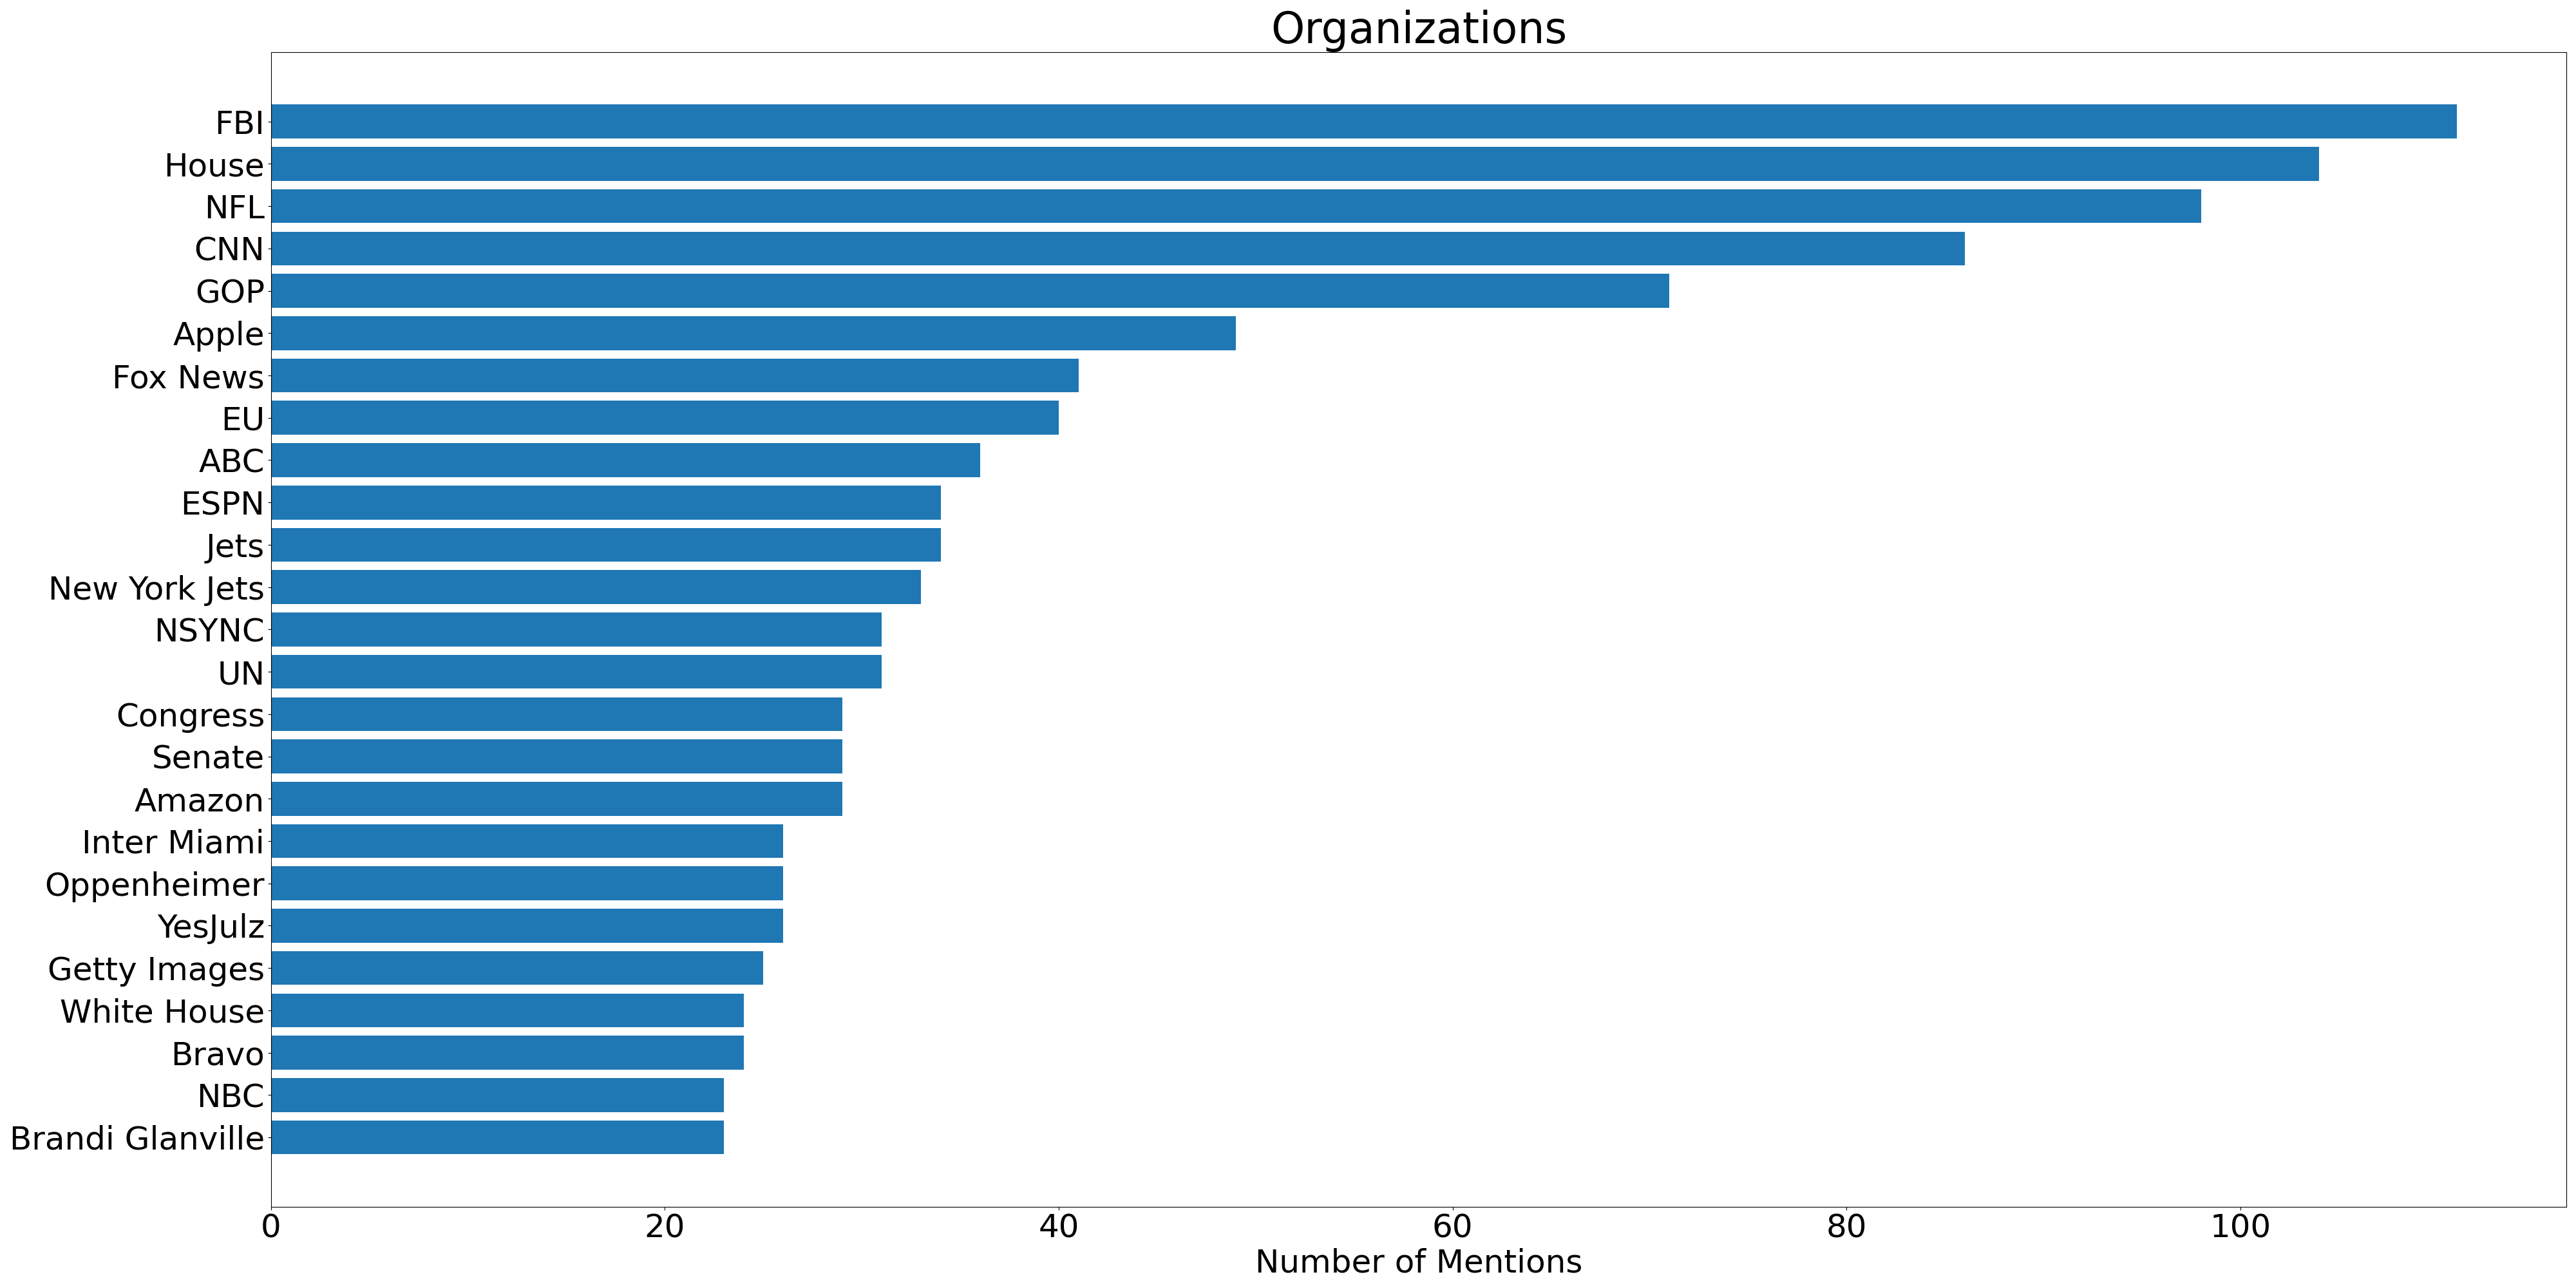 Organizations
FBI
House
NFL
CNN
GOP
Apple
Fox News
EU
ABC
ESPN
Jets
New York Jets
NSYNC
UN
Congress
Senate
Amazon
Inter Miami
Oppenheimer
YesJulz
Getty Images
White House
Bravo
NBC
Brandi Glanville
0 20 40 60 80 100
Number of Mentions